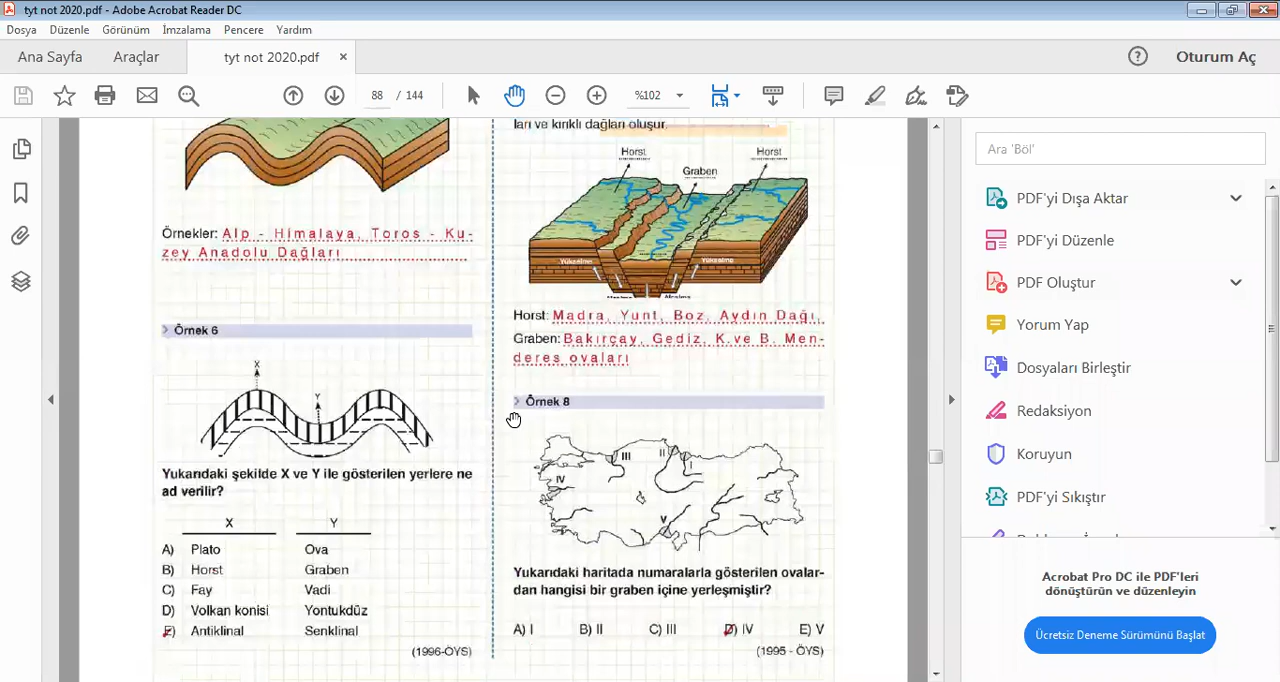 tyt not 2020.pdf - Adobe Acrobat Reader DC
Dosya Düzenle Görünüm İmzalama Pencere Yardım
Ana Sayfa Araçlar tyt not 2020.pdf × Oturum Aç
88 / 144 %102
ları ve kırıklı dağları oluşur.
Horst Horst
Graben
Yükselme Yükselme
Alçalma
Örnekler: Alp - Himalaya, Toros - Ku-
zey Anadolu Dağları
Örnek 6
X
Y
Yukarıdaki şekilde X ve Y ile gösterilen yerlere ne
ad verilir?
X Y
A) Plato Ova
B) Horst Graben
C) Fay Vadi
D) Volkan konisi Yontukdüz
E) Antiklinal Senklinal
(1996-ÖYS)
Horst: Madra, Yunt, Boz, Aydın Dağı,
Graben: Bakırçay, Gediz, K.ve B. Men-
deres ovaları
Örnek 8
III II I
IV
V
Yukarıdaki haritada numaralarla gösterilen ovalar-
dan hangisi bir graben içine yerleşmiştir?
A) I B) II C) III D) IV E) V
(1995 - ÖYS)
Ara 'Böl'
PDF'yi Dışa Aktar
PDF'yi Düzenle
PDF Oluştur
Yorum Yap
Dosyaları Birleştir
Redaksiyon
Koruyun
PDF'yi Sıkıştır
Acrobat Pro DC ile PDF'leri
dönüştürün ve düzenleyin
Ücretsiz Deneme Sürümünü Başlat